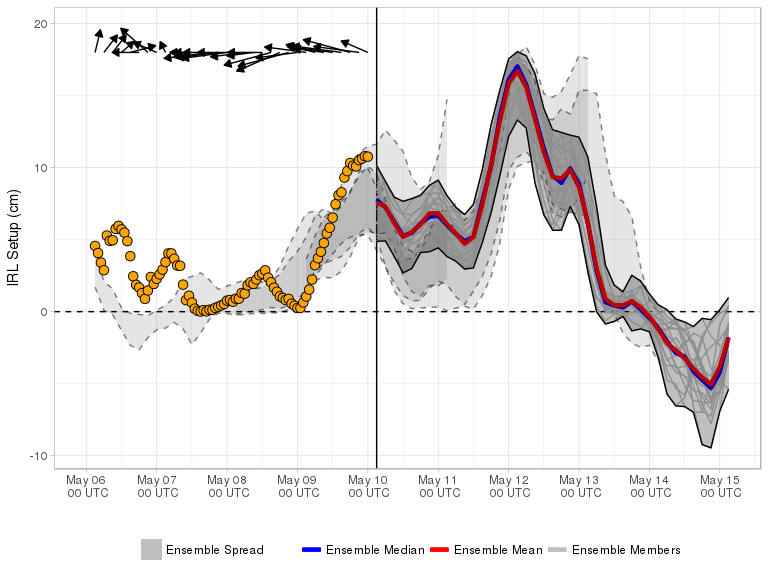 20
10
0
-10
IRL Setup (cm)
May 06 May 07 May 08 May 09 May 10 May 11 May 12 May 13 May 14 May 15
00 UTC 00 UTC 00 UTC 00 UTC 00 UTC 00 UTC 00 UTC 00 UTC 00 UTC 00 UTC
Ensemble Spread Ensemble Median Ensemble Mean Ensemble Members